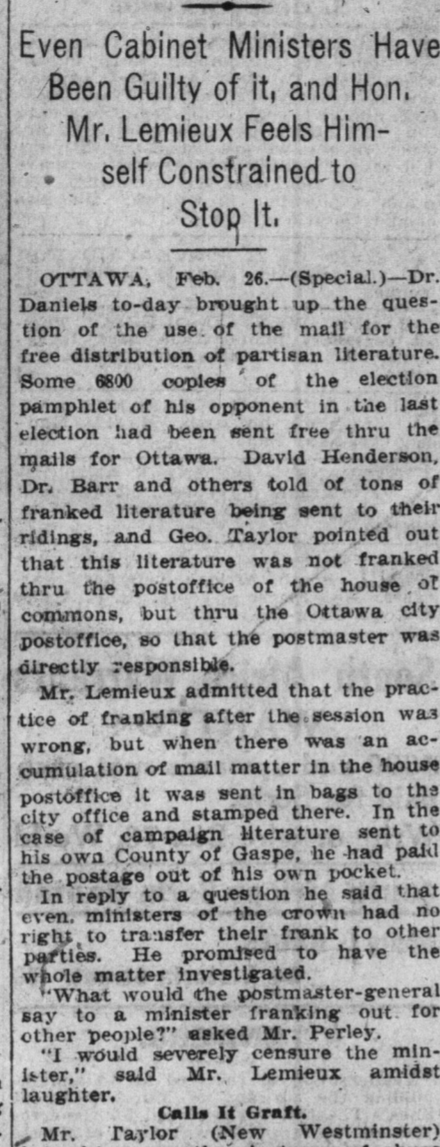 Even Cabinet Ministers Have
Been Guilty of it, and Hon.
Mr. Lemieux Feels Him-
self Constrained to
Stop It.
OTTAWA, Feb. 26.—(Special.)—Dr.
Daniels to-day brought up the ques-
tion of the use of the mail for the
free distribution of partisan literature.
Some 6800 copies of the election
pamphlet of his opponent in the last
election had been sent free thru the
mails for Ottawa. David Henderson,
Dr. Barr and others told of tons of
franked literature being sent to their
ridings, and Geo. Taylor pointed out
that this literature was not franked
thru the postoffice of the house of
commons, but thru the Ottawa city
postoffice, so that the postmaster was
directly responsible.
Mr. Lemieux admitted that the prac-
tice of franking after the session was
wrong, but when there was an ac-
cumulation of mail matter in the house
postoffice it was sent in bags to the
city office and stamped there. In the
case of campaign literature sent to
his own County of Gaspe, he had paid
the postage out of his own pocket.
In reply to a question he said that
even ministers of the crown had no
right to transfer their frank to other
parties. He promised to have the
whole matter investigated.
"What would the postmaster-general
say to a minister franking out for
other people?" asked Mr. Perley.
"I would severely censure the min-
ister," said Mr. Lemieux amidst
laughter.
Calls It Graft.
Mr. Taylor (New Westminster)